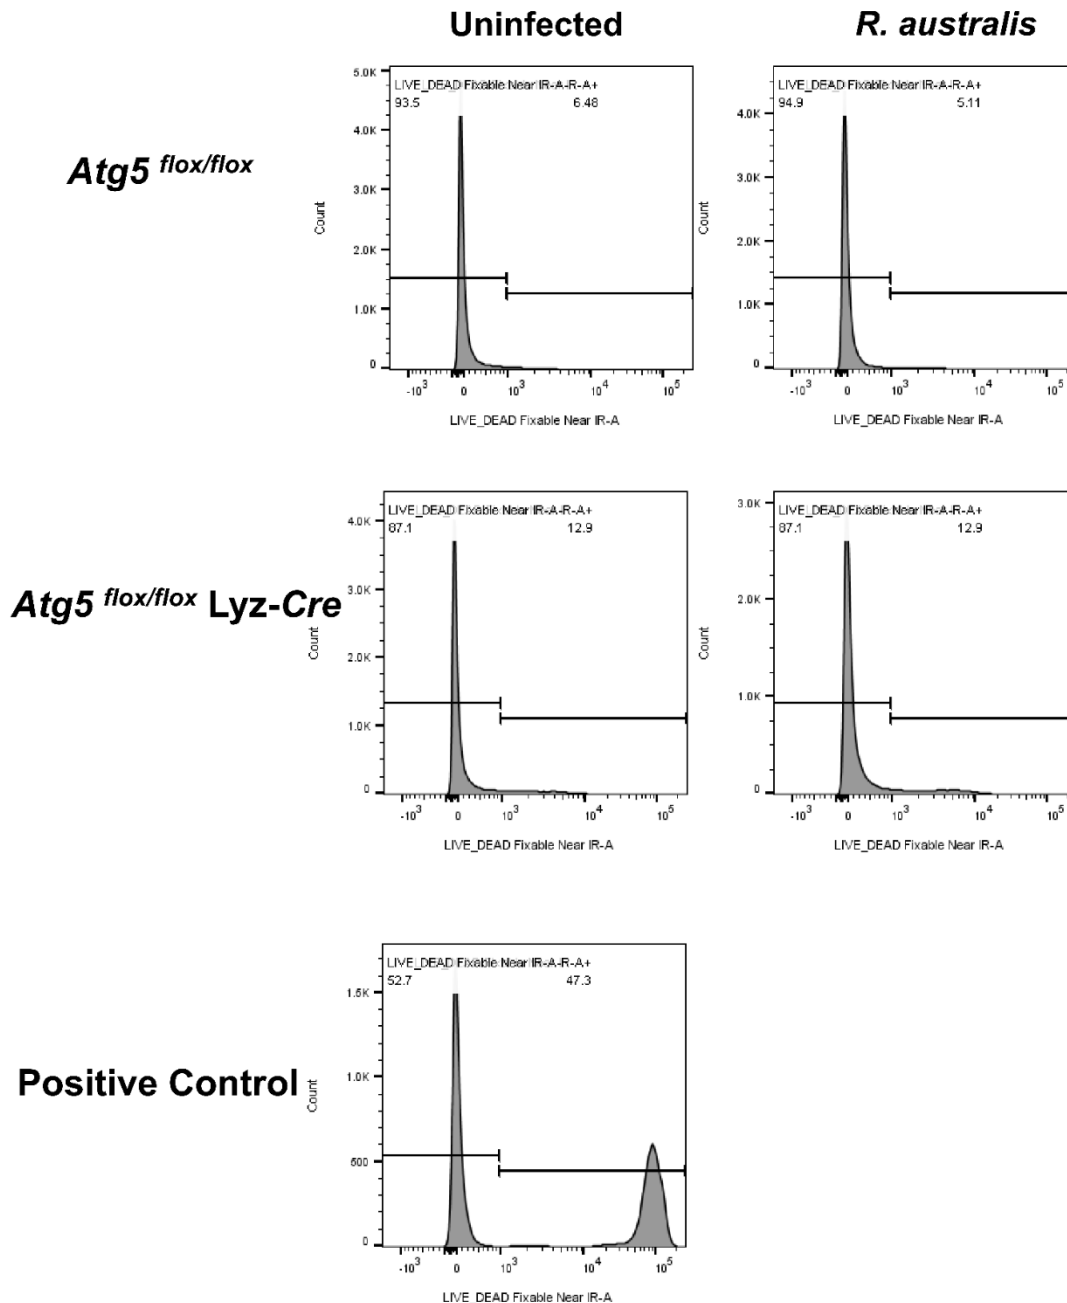 Uninfected
R. australis
Atg5 flox/flox
LIVE_DEAD Fixable Near IR-A-R-A+
93.5 6.48
5.0K
4.0K
3.0K
2.0K
1.0K
0
Count
-10³ 0 10³ 10⁴ 10⁵
LIVE_DEAD Fixable Near IR-A
LIVE_DEAD Fixable Near IR-A-R-A+
94.9 5.11
4.0K
3.0K
2.0K
1.0K
0
Count
-10³ 0 10³ 10⁴ 10⁵
LIVE_DEAD Fixable Near IR-A
Atg5 flox/flox Lyz-Cre
LIVE_DEAD Fixable Near IR-A-R-A+
87.1 12.9
4.0K
3.0K
2.0K
1.0K
0
Count
-10³ 0 10³ 10⁴ 10⁵
LIVE_DEAD Fixable Near IR-A
LIVE_DEAD Fixable Near IR-A-R-A+
87.1 12.9
3.0K
2.0K
1.0K
0
Count
-10³ 0 10³ 10⁴ 10⁵
LIVE_DEAD Fixable Near IR-A
Positive Control
LIVE_DEAD Fixable Near IR-A-R-A+
52.7 47.3
1.5K
1.0K
500
0
Count
-10³ 0 10³ 10⁴ 10⁵
LIVE_DEAD Fixable Near IR-A